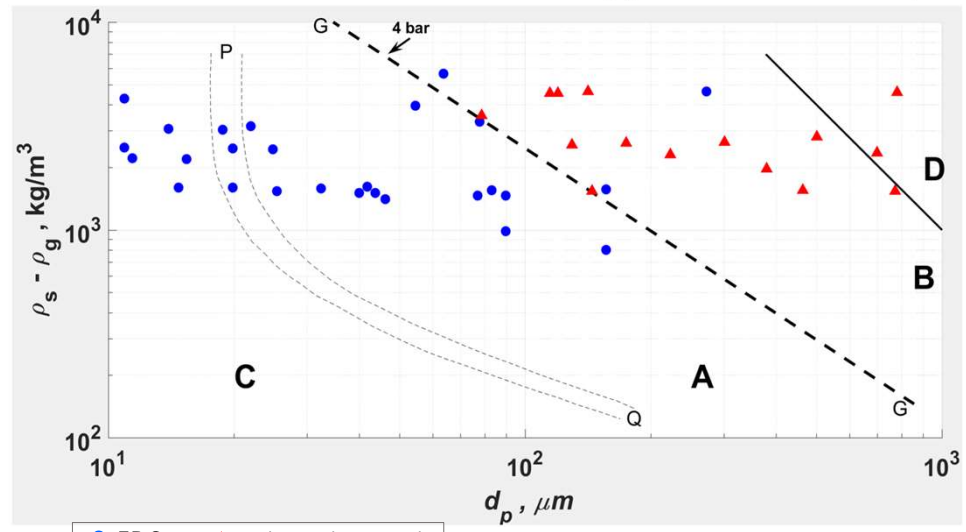 10⁴
10³
10²
ρs - ρg , kg/m³
G
4 bar
P
D
B
C
A
Q
G
10¹
10²
10³
dp , μm